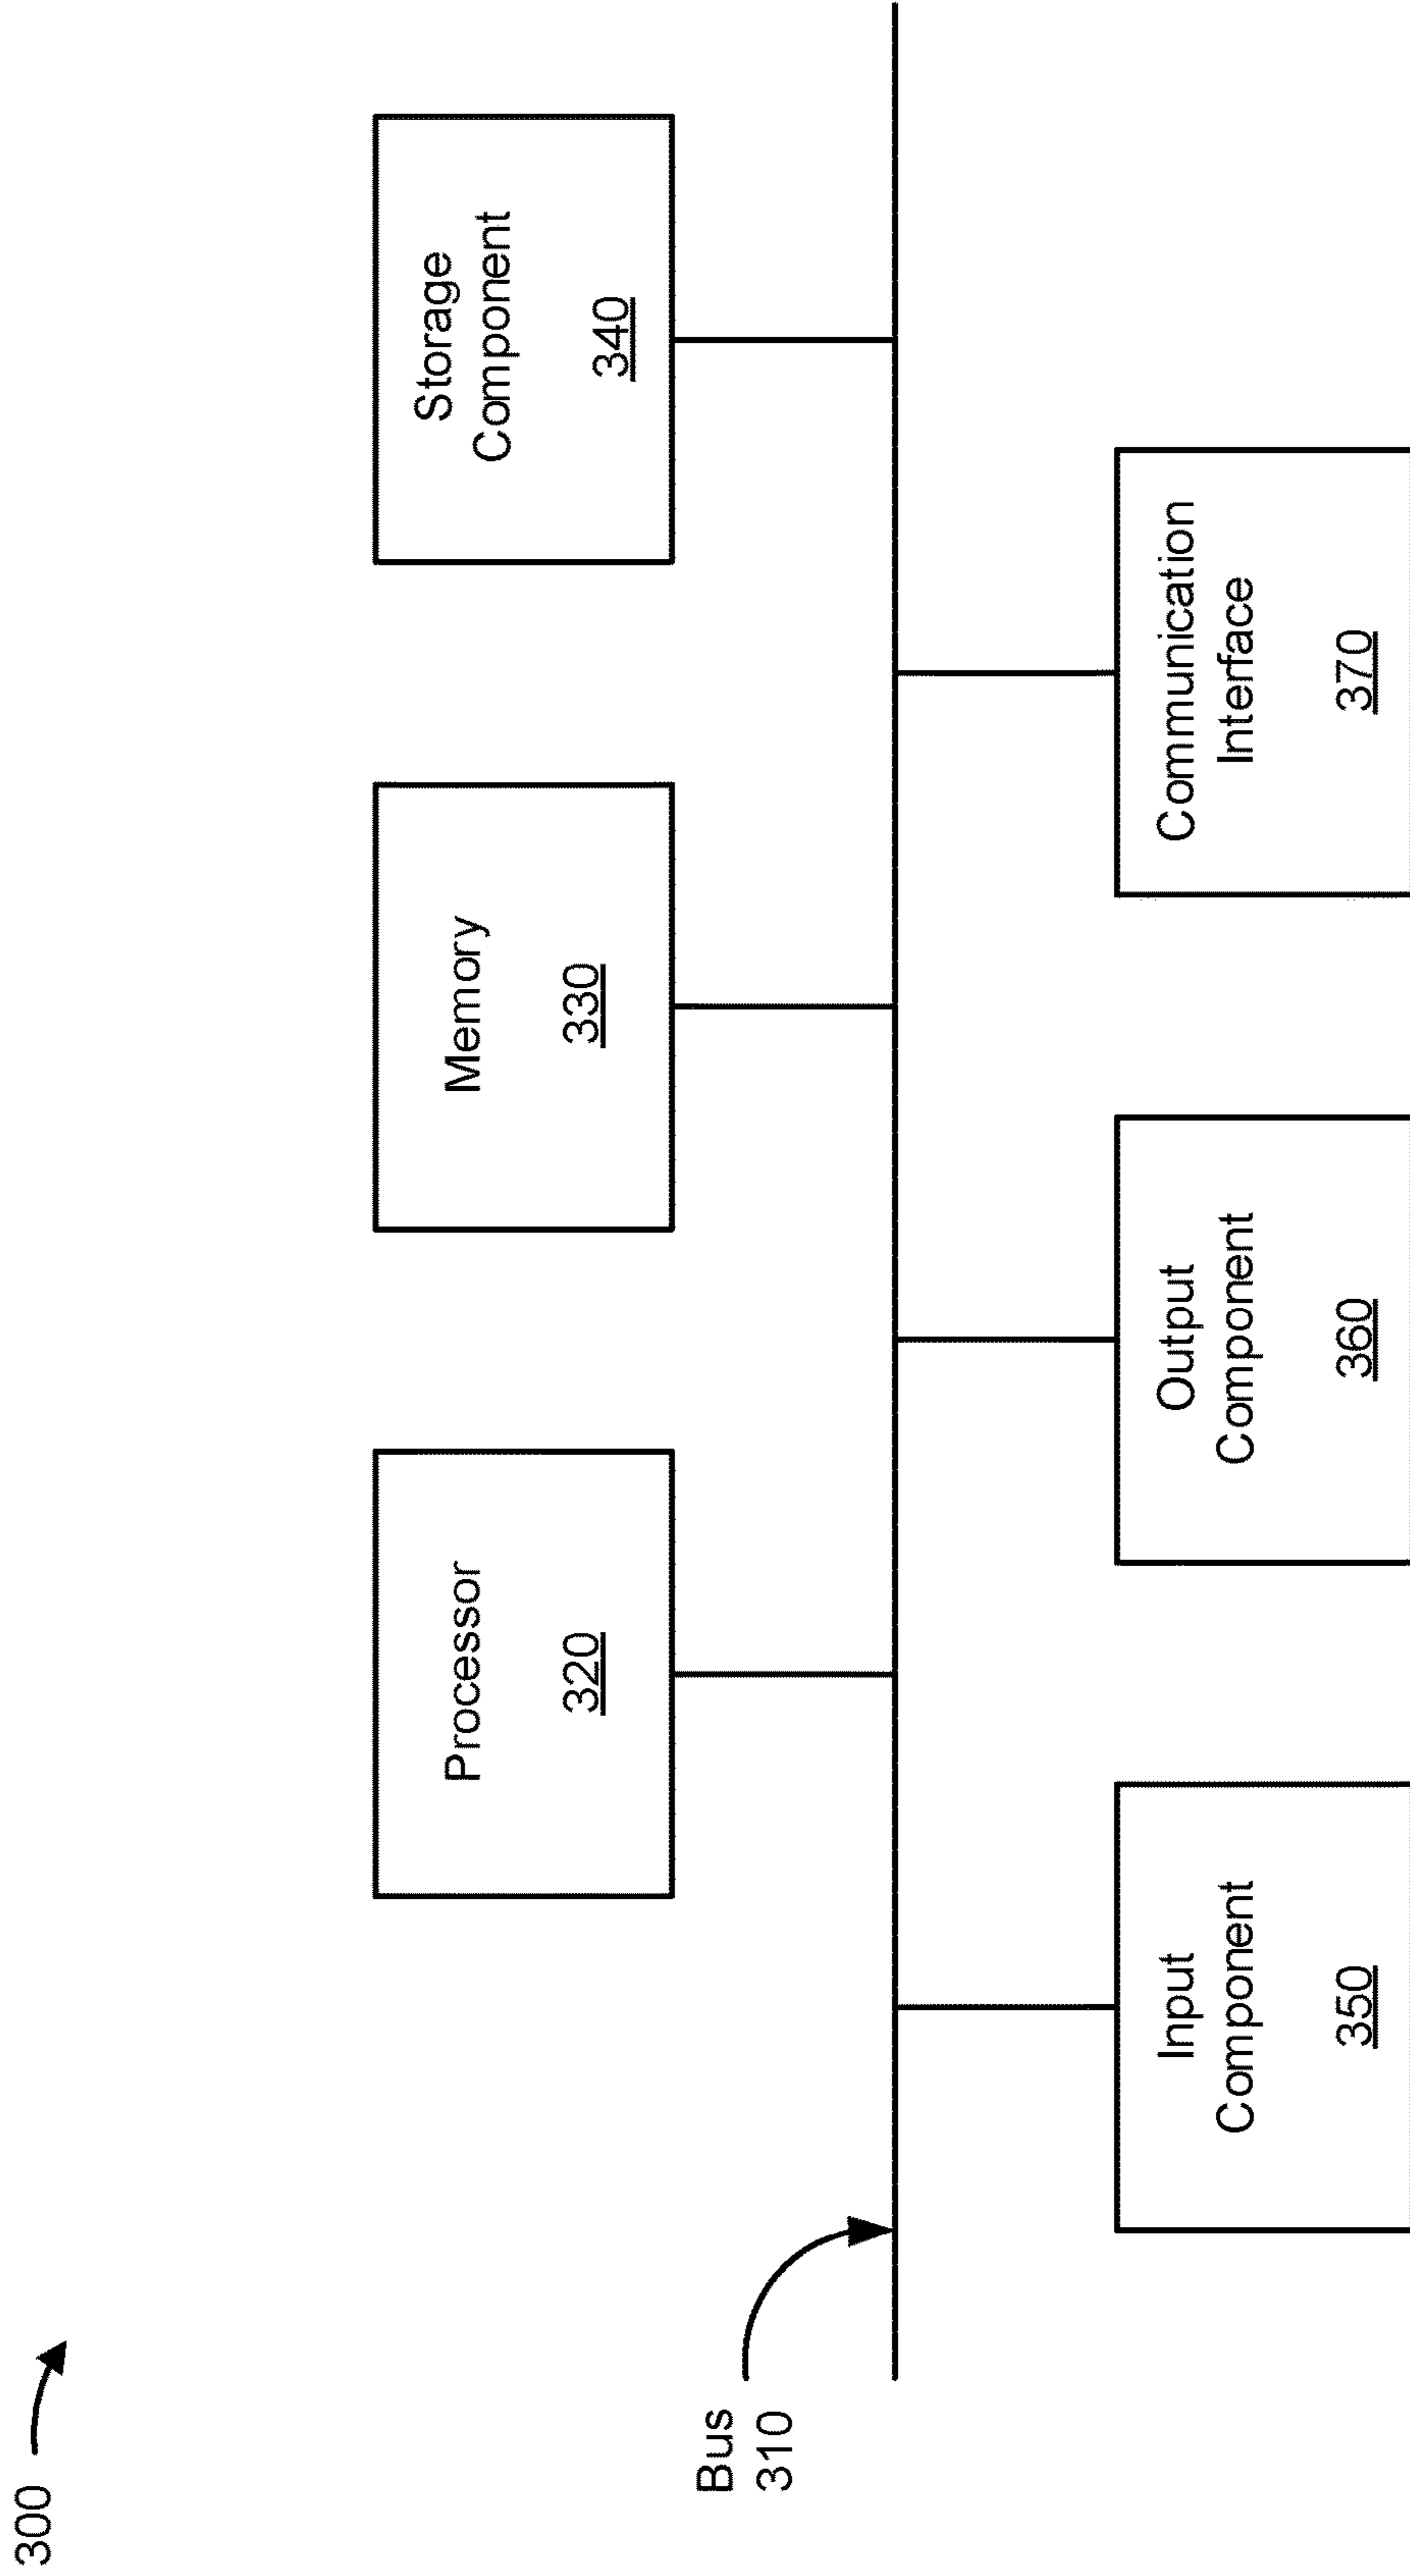 300
Processor
320
Memory
330
Storage
Component
340
Bus
310
Input
Component
350
Output
Component
360
Communication
Interface
370